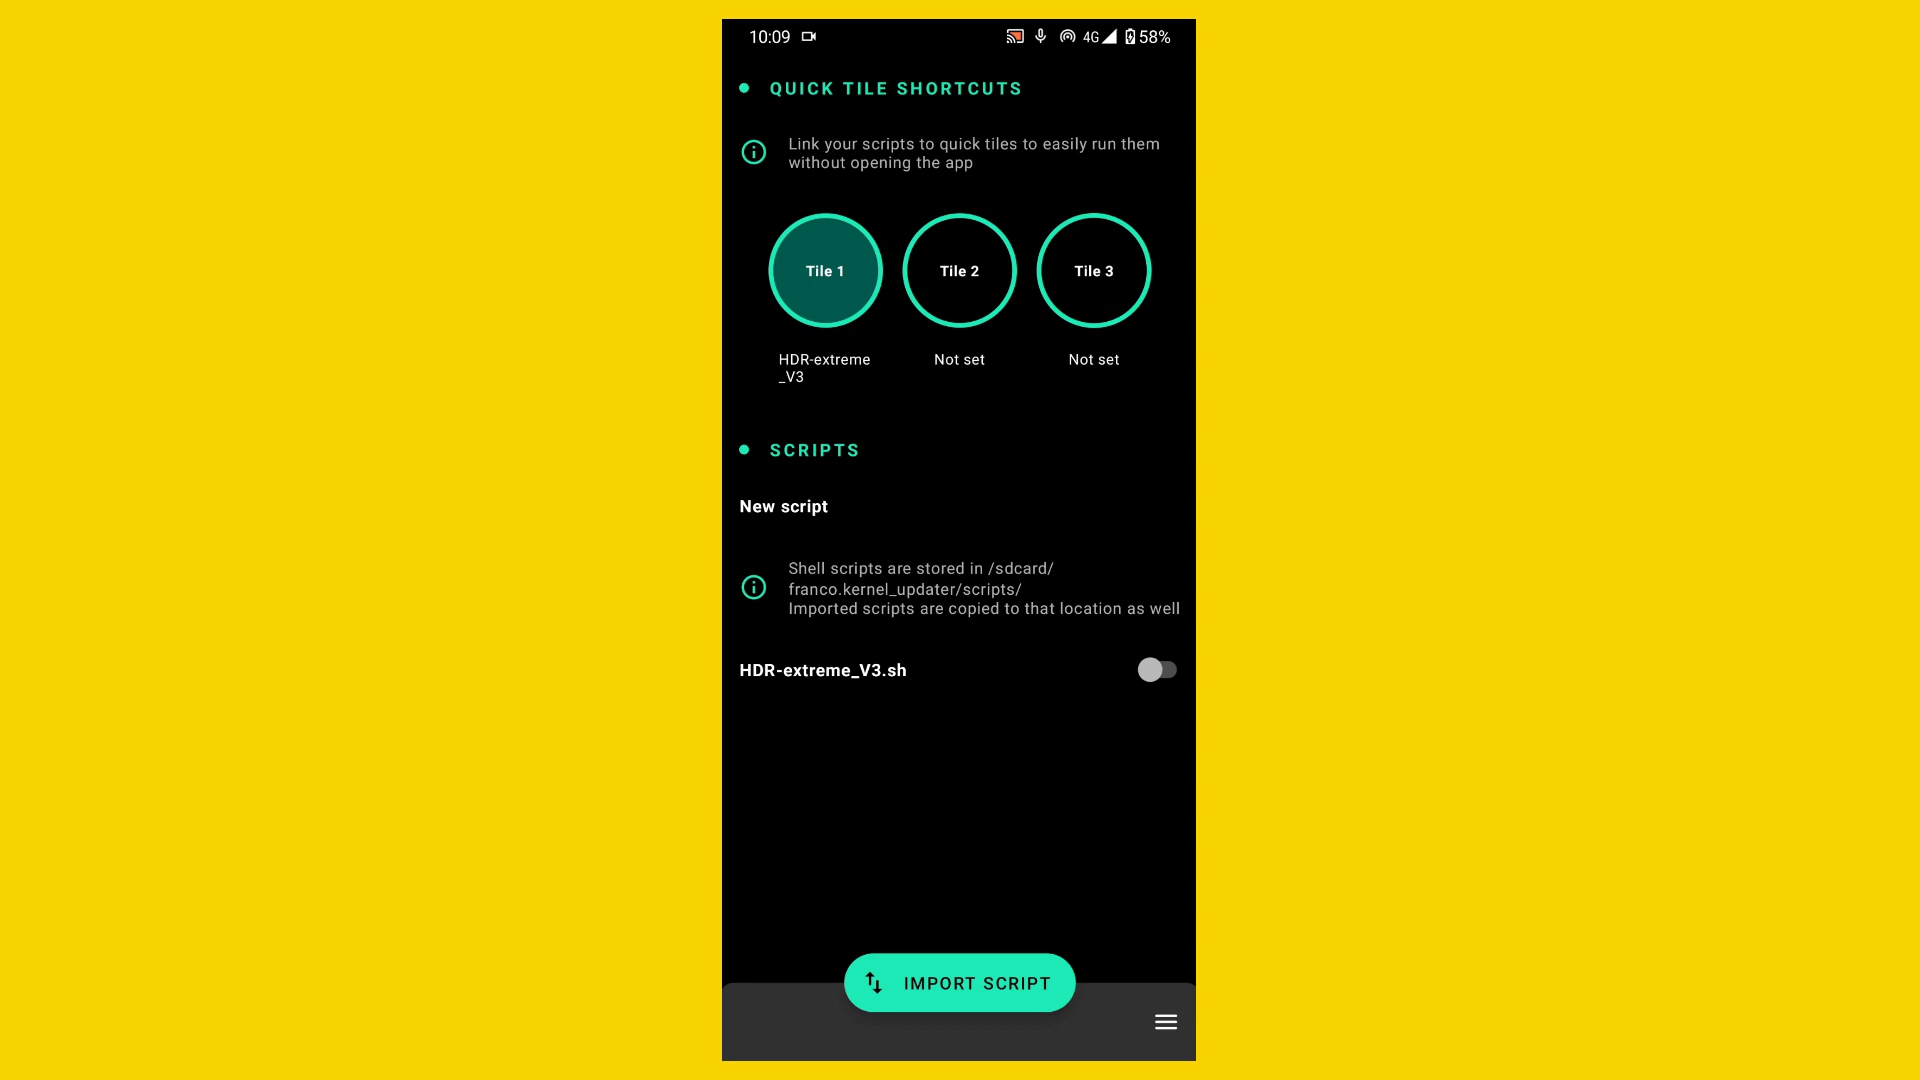 10:09
4G
58%
QUICK TILE SHORTCUTS
Link your scripts to quick tiles to easily run them
without opening the app
Tile 1
Tile 2
Tile 3
HDR-extreme
_V3
Not set
Not set
SCRIPTS
New script
Shell scripts are stored in /sdcard/
franco.kernel_updater/scripts/
Imported scripts are copied to that location as well
HDR-extreme_V3.sh
IMPORT SCRIPT